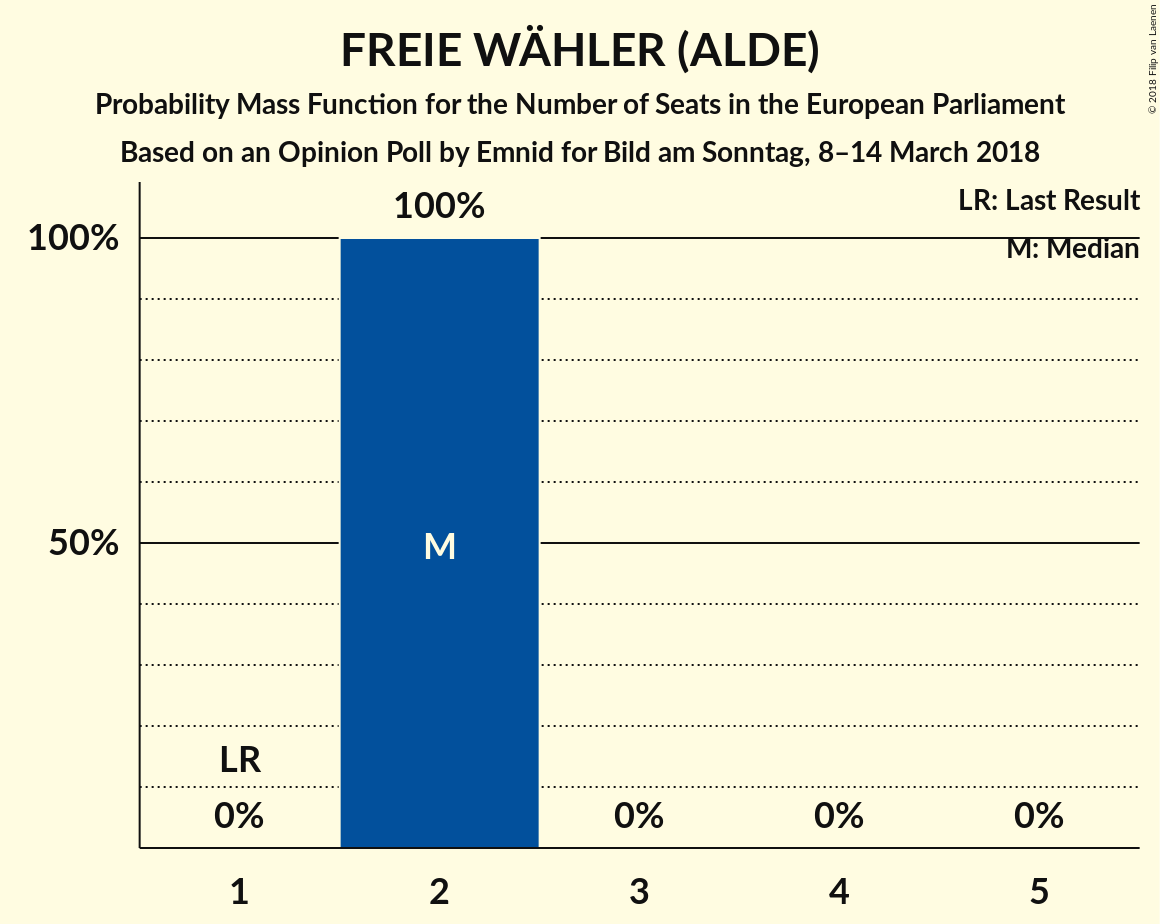 FREIE WÄHLER (ALDE)
Probability Mass Function for the Number of Seats in the European Parliament
Based on an Opinion Poll by Emnid for Bild am Sonntag, 8–14 March 2018
© 2018 Filip van Laenen
LR: Last Result
M: Median
100%
100%
50%
M
LR
0%
0%
0%
0%
1
2
3
4
5